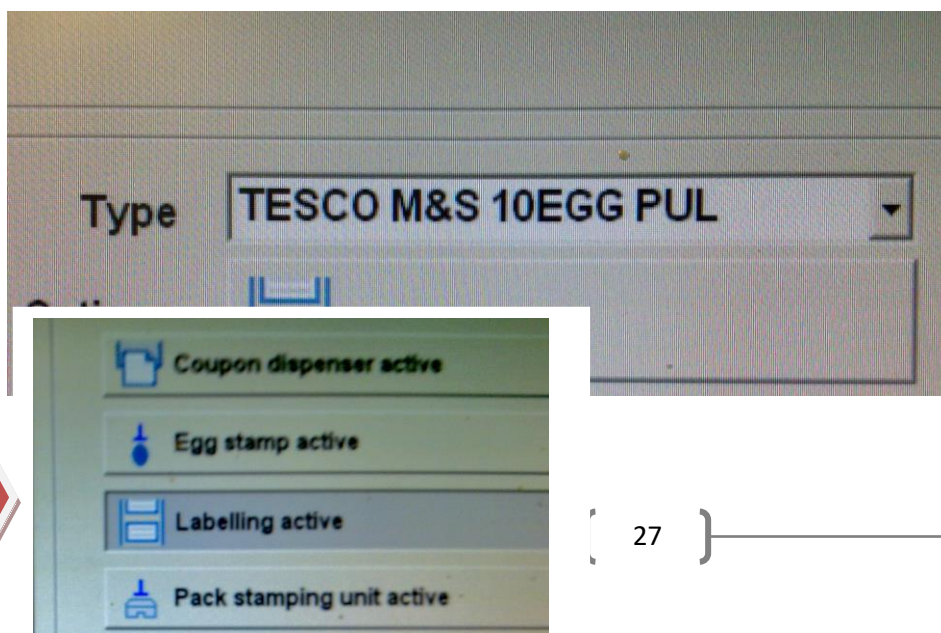 Type TESCO M&S 10EGG PUL
Coupon dispenser active
Egg stamp active
Labelling active
27
Pack stamping unit active